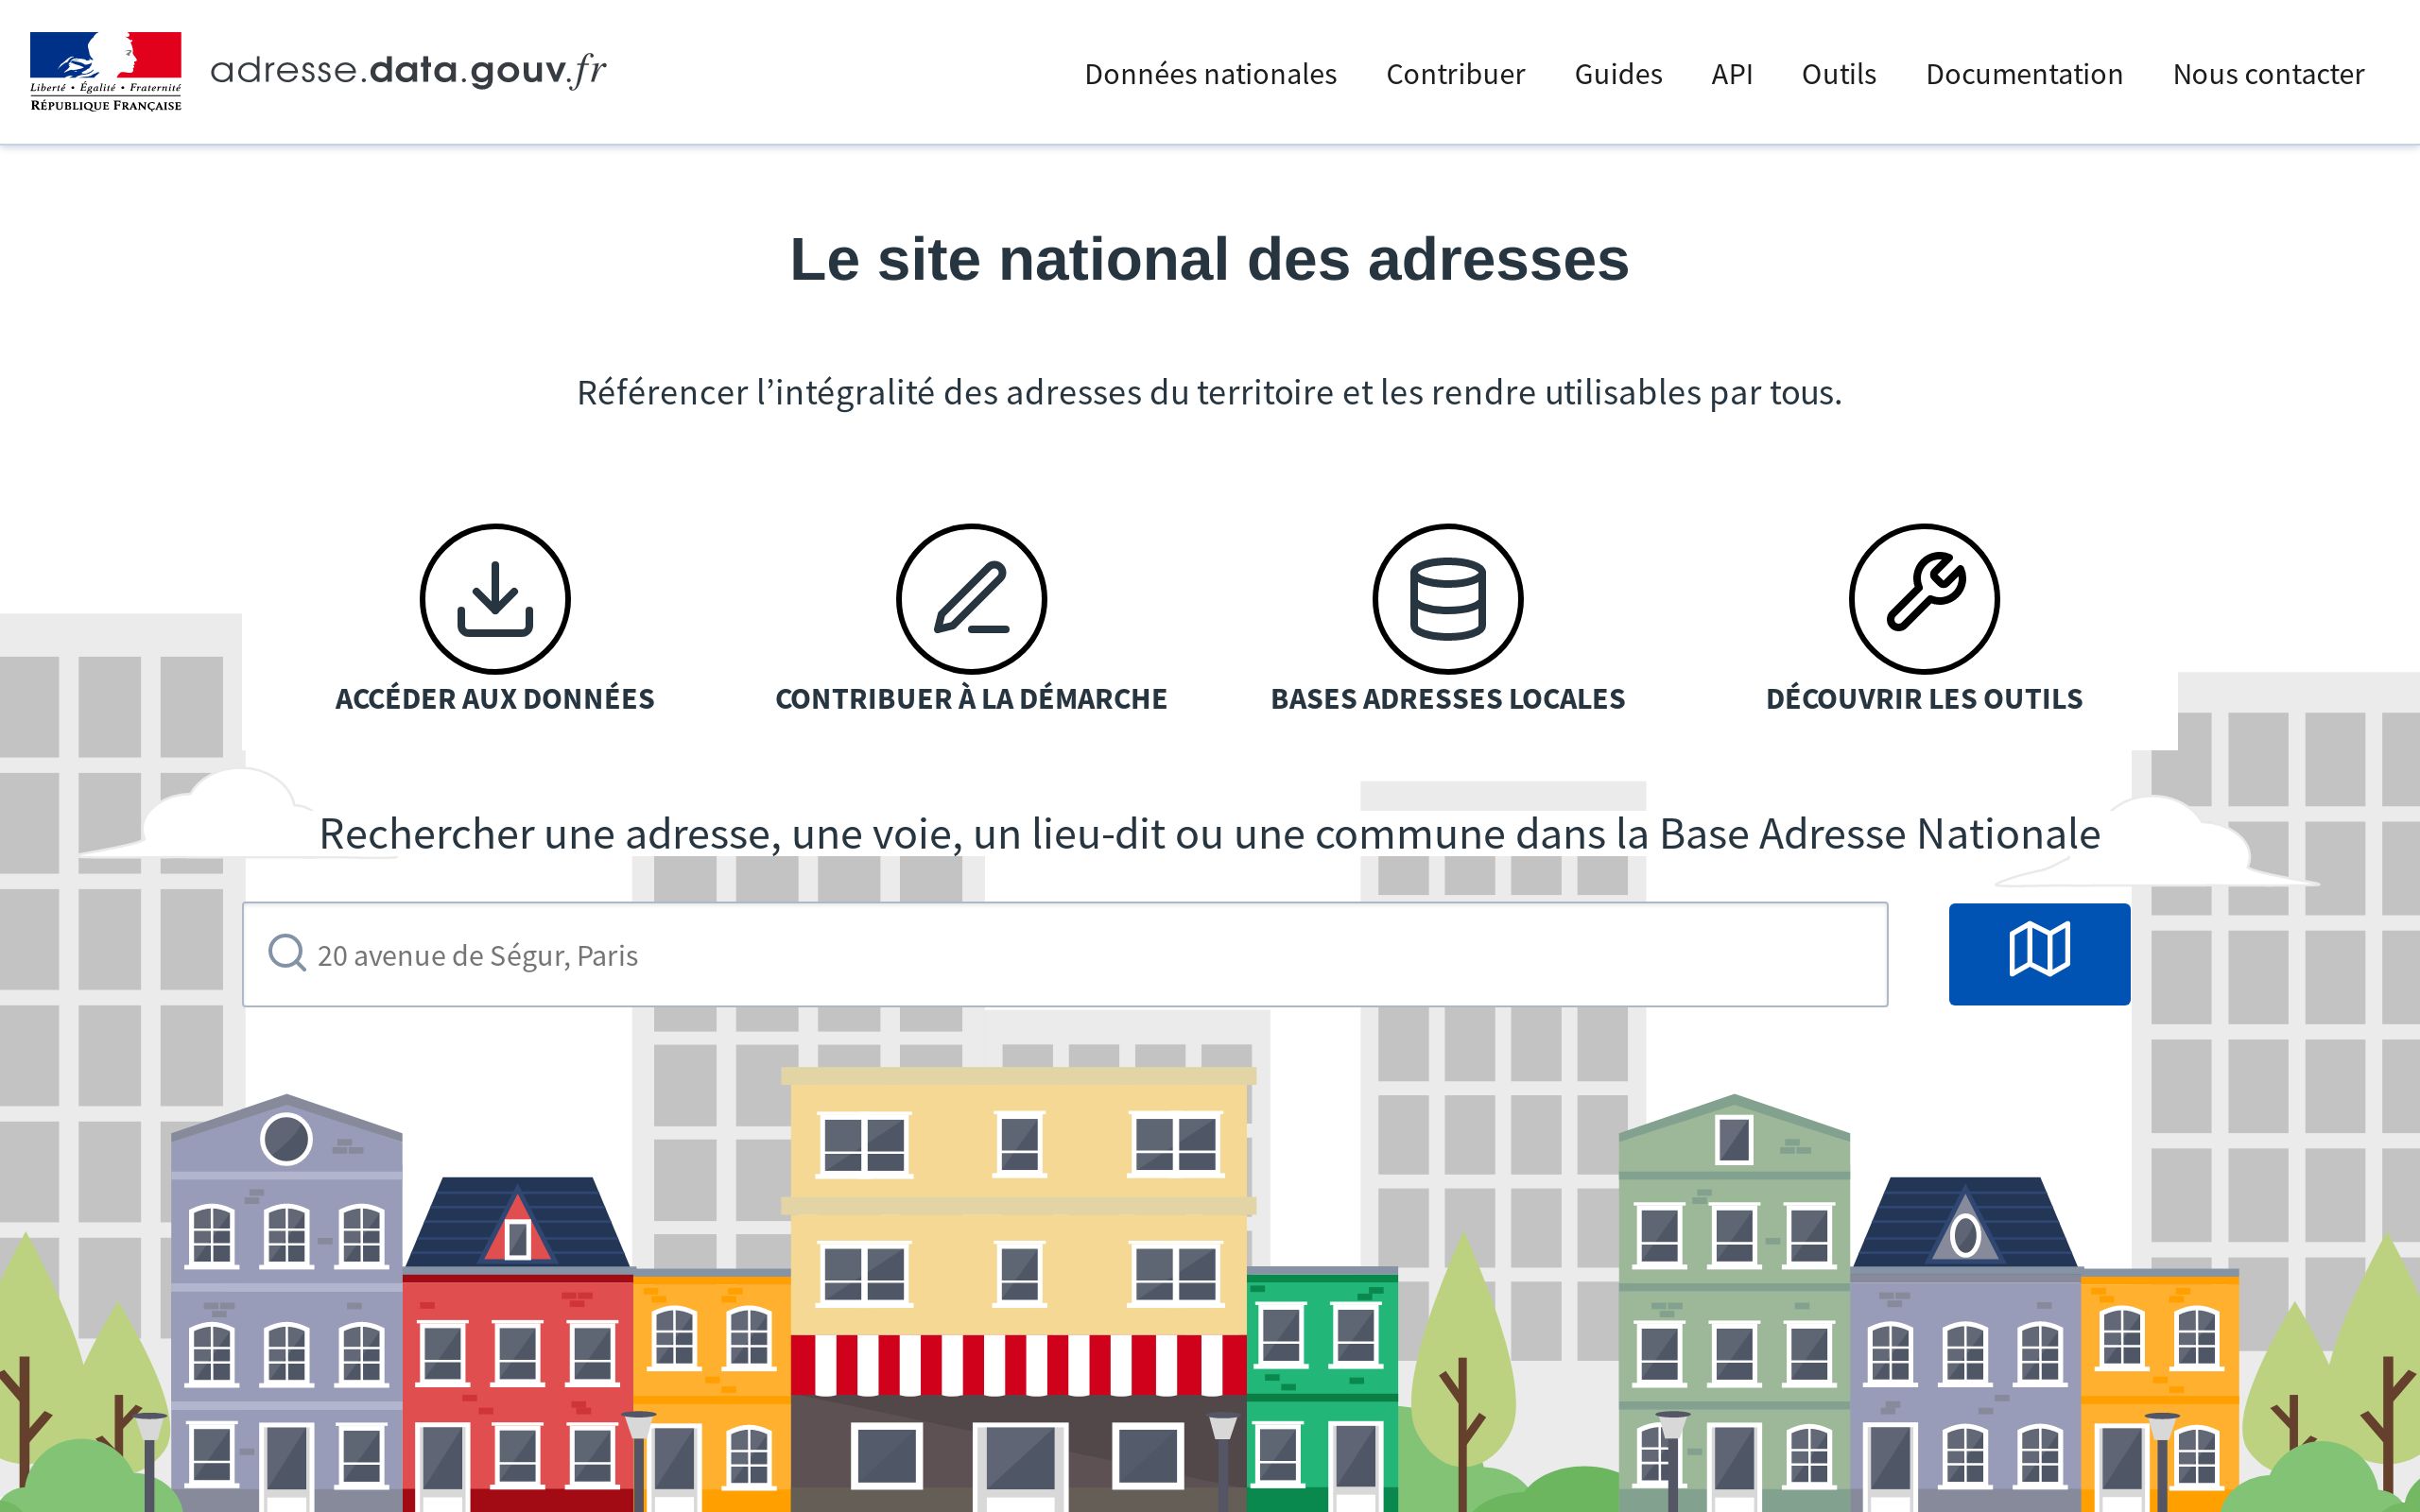 Liberté • Égalité • Fraternité
RÉPUBLIQUE FRANÇAISE
adresse.data.gouv.fr
Données nationales
Contribuer
Guides
API
Outils
Documentation
Nous contacter
Le site national des adresses
Référencer l’intégralité des adresses du territoire et les rendre utilisables par tous.
ACCÉDER AUX DONNÉES
CONTRIBUER À LA DÉMARCHE
BASES ADRESSES LOCALES
DÉCOUVRIR LES OUTILS
Rechercher une adresse, une voie, un lieu-dit ou une commune dans la Base Adresse Nationale
20 avenue de Ségur, Paris